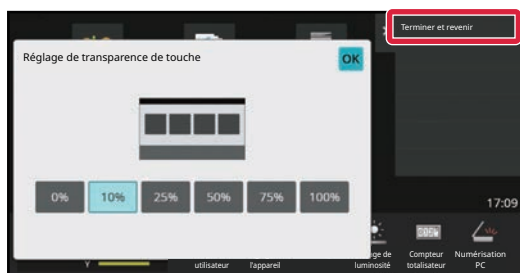 Terminer et revenir
Réglage de transparence de touche
OK
0%
10%
25%
50%
75%
100%
17:09
Y
utilisateur
l'appareil
luminosité
Compteur
totalisateur
Numérisation
PC